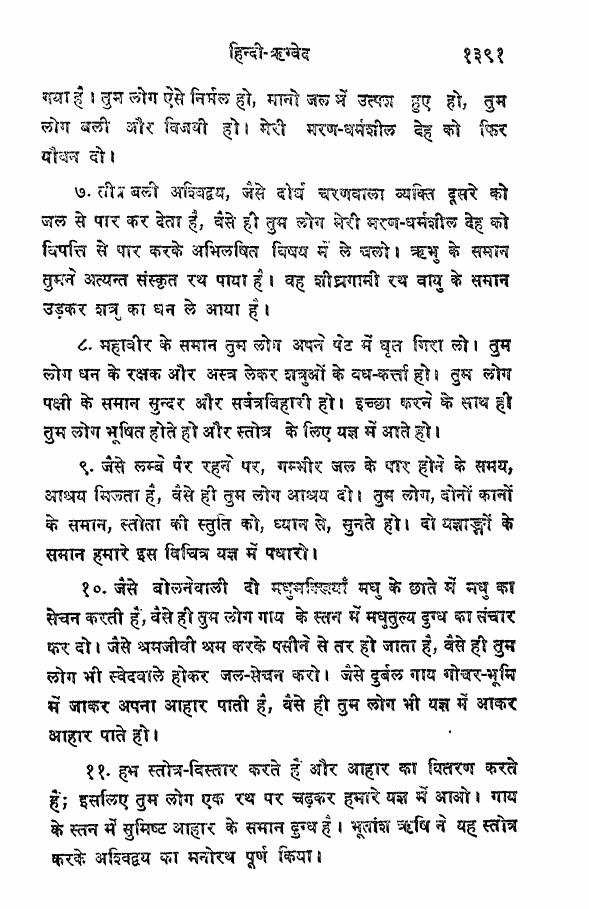 हिन्दी-ऋग्वेद १३९१
गया है। तुम लोग ऐसे निर्मल हो, मानो जल में उत्पन्न हुए हो, तुम
लोग बली और विजयी हो। मेरी मरण-धर्मशील देह को फिर
यौवन दो।
७. तीव्र बली अश्विद्वय, जैसे दीर्घ चरणवाला व्यक्ति दूसरे को
जल से पार कर देता है, वैसे ही तुम लोग मेरी मरण-धर्मशील देह को
विपत्ति से पार करके अभिलषित विषय में ले चलो। ऋभु के समान
तुमने अत्यन्त संस्कृत रथ पाया है। वह शीघ्रगामी रथ वायु के समान
उड़कर शत्रु का धन ले आया है।
८. महावीर के समान तुम लोग अपने पेट में घृत गिरा लो। तुम
लोग धन के रक्षक और अस्त्र लेकर शत्रुओं के वध-कर्त्ता हो। तुम लोग
पक्षी के समान सुन्दर और सर्वत्रविहारी हो। इच्छा करने के साथ ही
तुम लोग भूषित होते हो और स्तोत्र के लिए यज्ञ में आते हो।
९. जैसे लम्बे पैर रहने पर, गम्भीर जल के पार होने के समय,
आश्रय मिलता है, वैसे ही तुम लोग आश्रय दो। तुम लोग, दोनों कानों
के समान, स्तोता की स्तुति को, ध्यान से, सुनते हो। दो यज्ञाङ्गों के
समान हमारे इस विचित्र यज्ञ में पधारो।
१०. जैसे बोलनेवाली दो मधुमक्खियाँ मधु के छाते में मधु का
सेचन करती हैं, वैसे ही तुम लोग गाय के स्तन में मधुतुल्य दुग्ध का संचार
कर दो। जैसे श्रमजीवी श्रम करके पसीने से तर हो जाता है, वैसे ही तुम
लोग भी स्वेदवाले होकर जल-सेचन करो। जैसे दुर्बल गाय गोचर-भूमि
में जाकर अपना आहार पाती है, वैसे ही तुम लोग भी यज्ञ में आकर
आहार पाते हो।
११. हम स्तोत्र-विस्तार करते हैं और आहार का वितरण करते
हैं; इसलिए तुम लोग एक रथ पर चढ़कर हमारे यज्ञ में आओ। गाय
के स्तन में सुमिष्ट आहार के समान दुग्ध है। भूतांश ऋषि ने यह स्तोत्र
करके अश्विद्वय का मनोरथ पूर्ण किया।